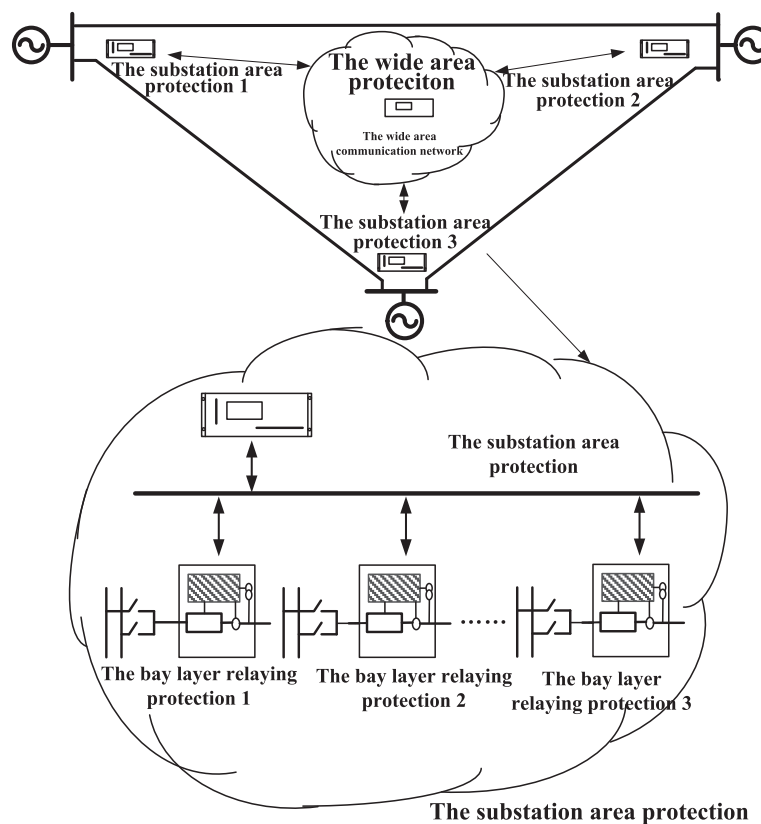 The wide area
proteciton
The substation area
protection 1
The substation area
protection 2
The wide area
communication network
The substation area
protection 3
The substation area
protection
The bay layer relaying
protection 1
The bay layer relaying
protection 2
The bay layer
relaying protection 3
The substation area protection